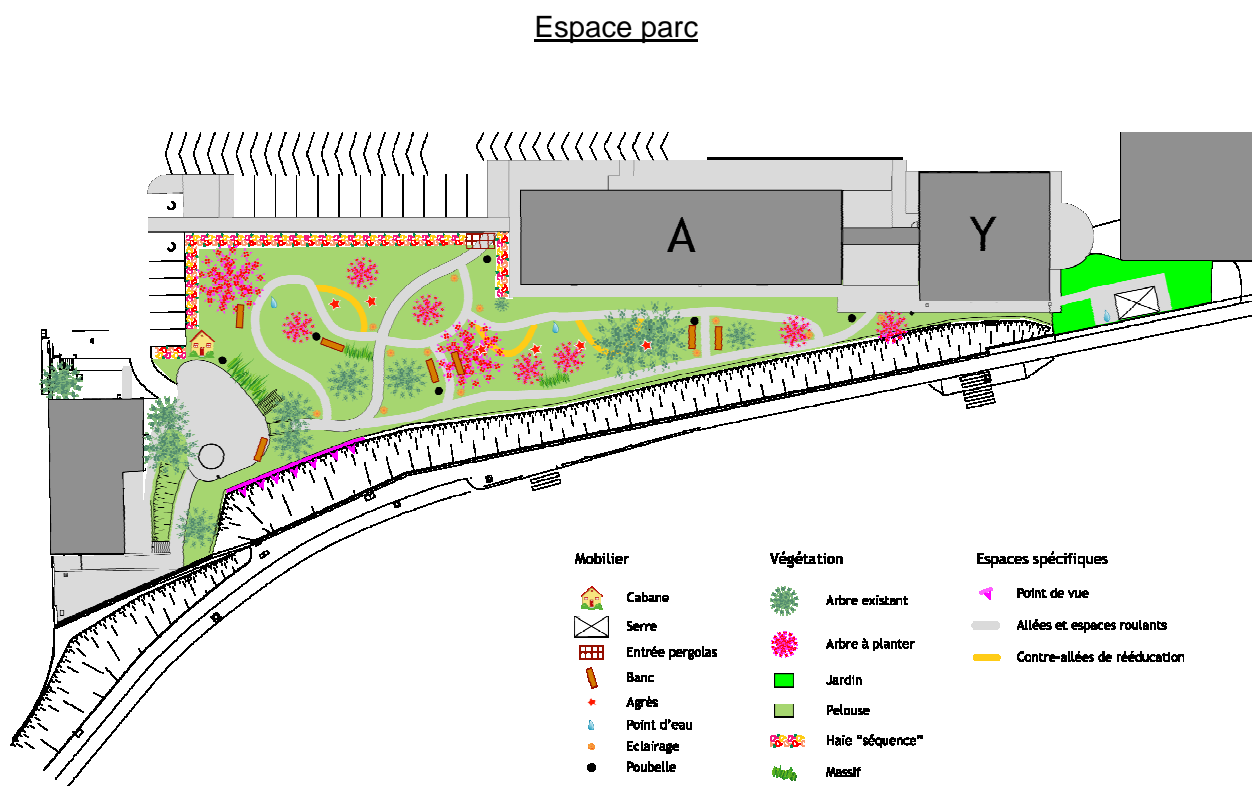 Espace parc
A
Y
Mobilier
Cabane
Serre
Entrée pergolas
Banc
Agrès
Point d'eau
Eclairage
Poubelle
Végétation
Arbre existant
Arbre à planter
Jardin
Pelouse
Haie "séquence"
Massif
Espaces spécifiques
Point de vue
Allées et espaces roulants
Contre-allées de rééducation